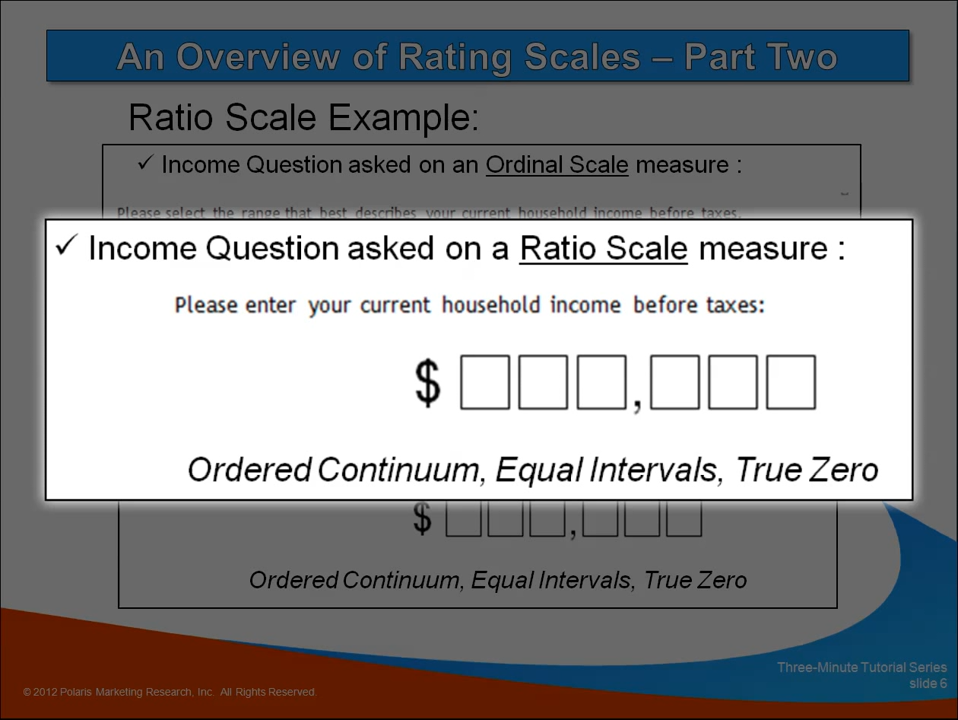 An Overview of Rating Scales – Part Two
Ratio Scale Example:
✓ Income Question asked on an Ordinal Scale measure :
Please select the range that best describes your current household income before taxes.
✓ Income Question asked on a Ratio Scale measure :
Please enter your current household income before taxes:
$ ,
Ordered Continuum, Equal Intervals, True Zero
$ ,
Ordered Continuum, Equal Intervals, True Zero
Three-Minute Tutorial Series
slide 6
© 2012 Polaris Marketing Research, Inc. All Rights Reserved.